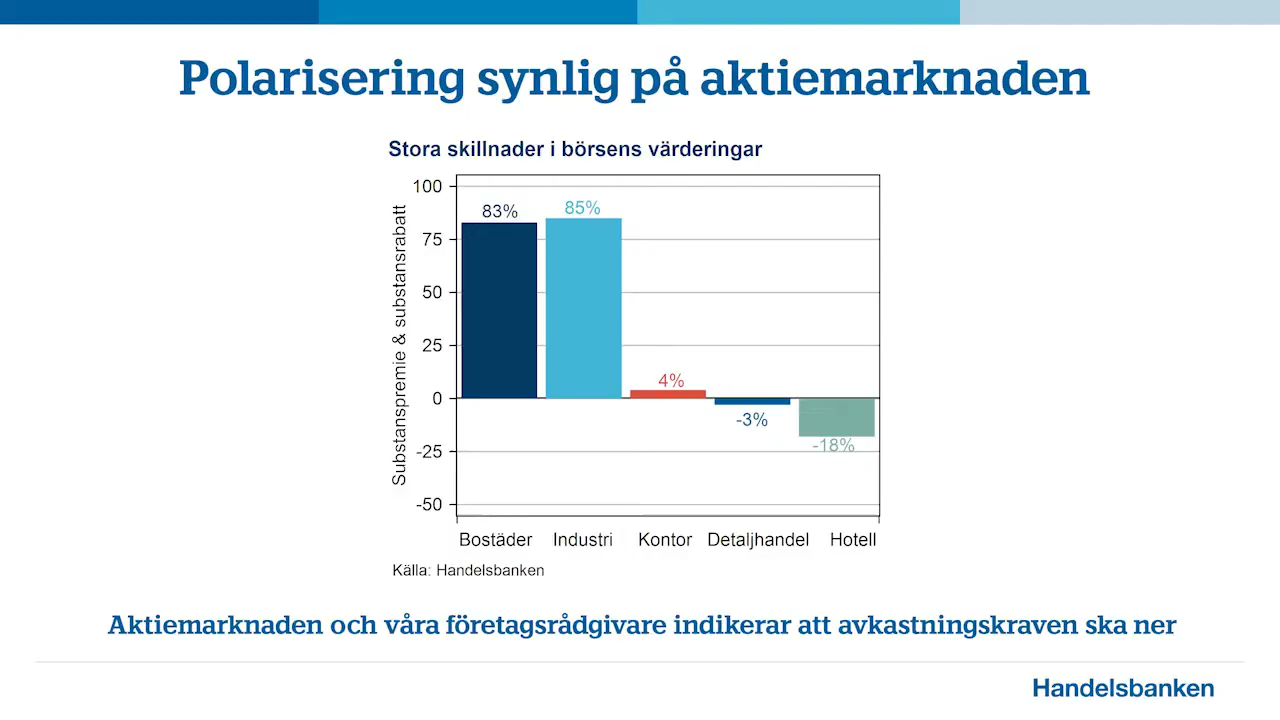 Polarisering synlig på aktiemarknaden
Stora skillnader i börsens värderingar
Substanspremie & substansrabatt
100
75
50
25
0
-25
-50
83%
85%
4%
-3%
-18%
Bostäder Industri Kontor Detaljhandel Hotell
Källa: Handelsbanken
Aktiemarknaden och våra företagsrådgivare indikerar att avkastningskraven ska ner
Handelsbanken